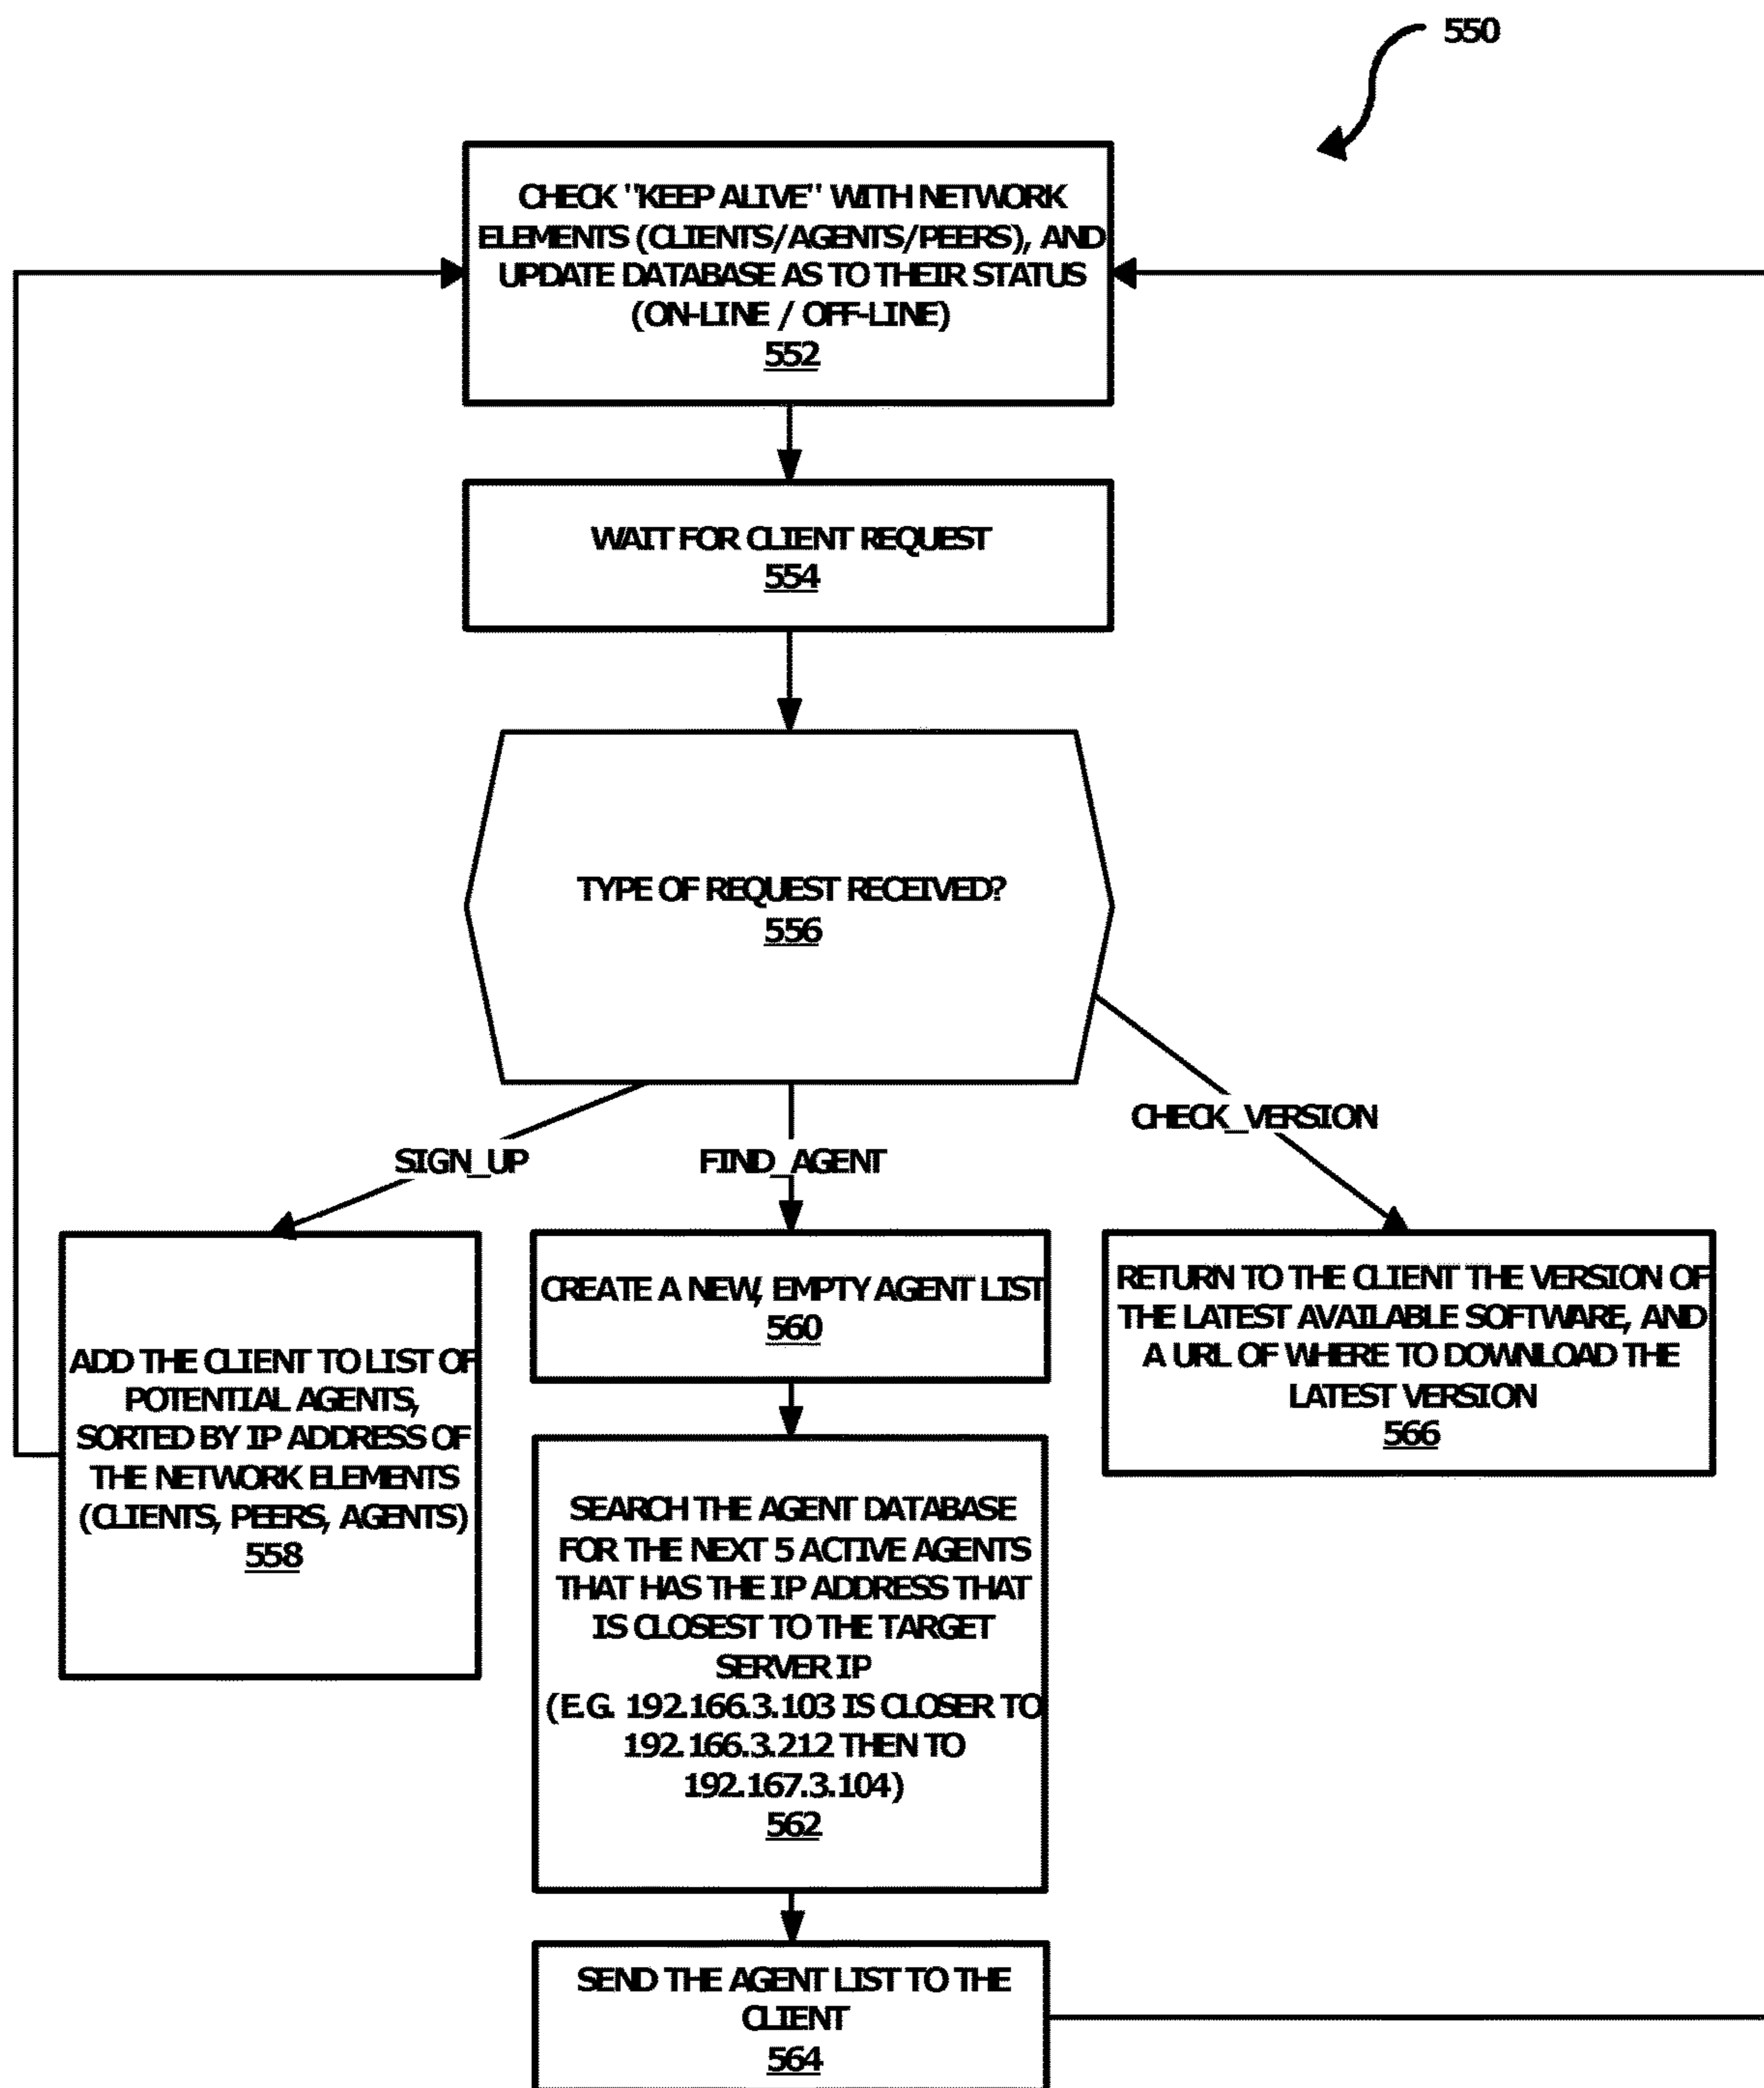 550
CHECK "KEEP ALIVE" WITH NETWORK
ELEMENTS (CLIENTS/AGENTS/PEERS), AND
UPDATE DATABASE AS TO THEIR STATUS
(ON-LINE / OFF-LINE)
552
WAIT FOR CLIENT REQUEST
554
TYPE OF REQUEST RECEIVED?
556
SIGN_UP
FIND_AGENT
CHECK_VERSION
ADD THE CLIENT TO LIST OF
POTENTIAL AGENTS,
SORTED BY IP ADDRESS OF
THE NETWORK ELEMENTS
(CLIENTS, PEERS, AGENTS)
558
CREATE A NEW, EMPTY AGENT LIST
560
RETURN TO THE CLIENT THE VERSION OF
THE LATEST AVAILABLE SOFTWARE, AND
A URL OF WHERE TO DOWNLOAD THE
LATEST VERSION
566
SEARCH THE AGENT DATABASE
FOR THE NEXT 5 ACTIVE AGENTS
THAT HAS THE IP ADDRESS THAT
IS CLOSEST TO THE TARGET
SERVER IP
(E.G. 192.166.3.103 IS CLOSER TO
192.166.3.212 THEN TO
192.167.3.104)
562
SEND THE AGENT LIST TO THE
CLIENT
564